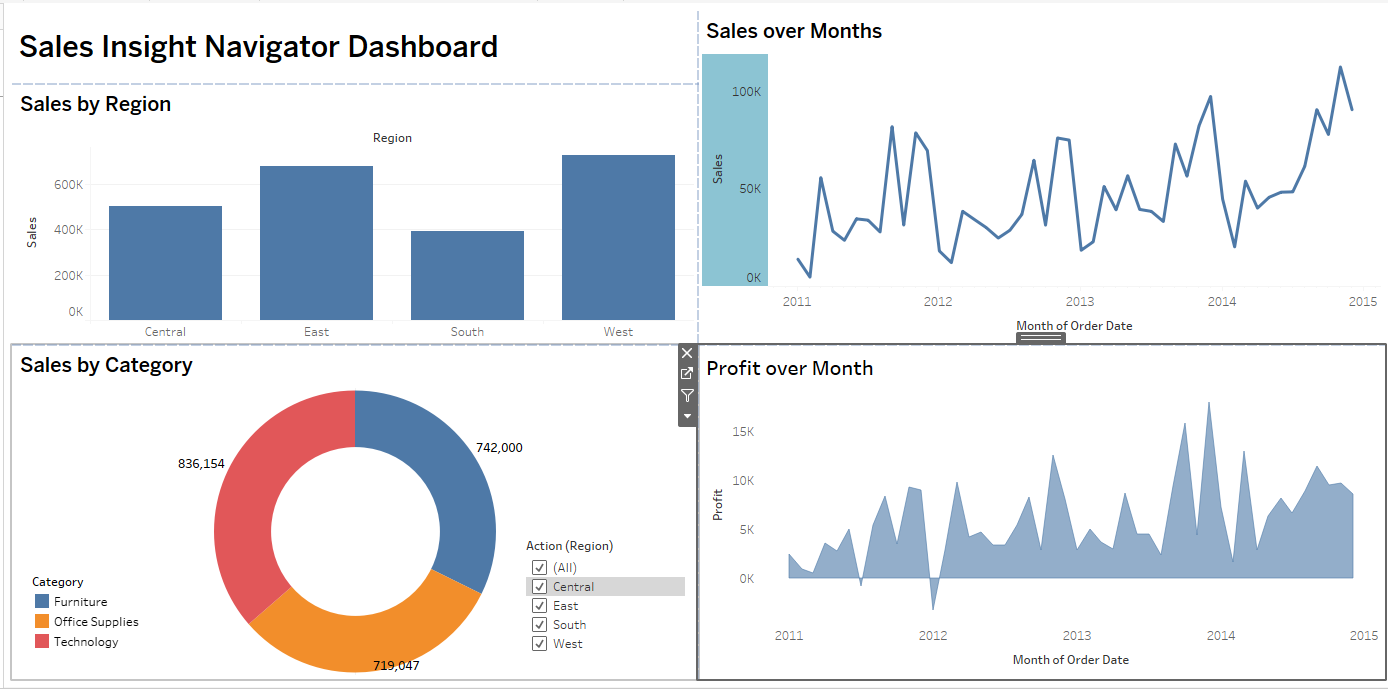 Sales Insight Navigator Dashboard
Sales by Region
Region
600K
400K
200K
0K
Sales
Central East South West
Sales over Months
100K
50K
0K
Sales
2011 2012 2013 2014 2015
Month of Order Date
Sales by Category
742,000
836,154
719,047
Category
Furniture
Office Supplies
Technology
Action (Region)
(All)
Central
East
South
West
Profit over Month
15K
10K
5K
0K
Profit
2011 2012 2013 2014 2015
Month of Order Date